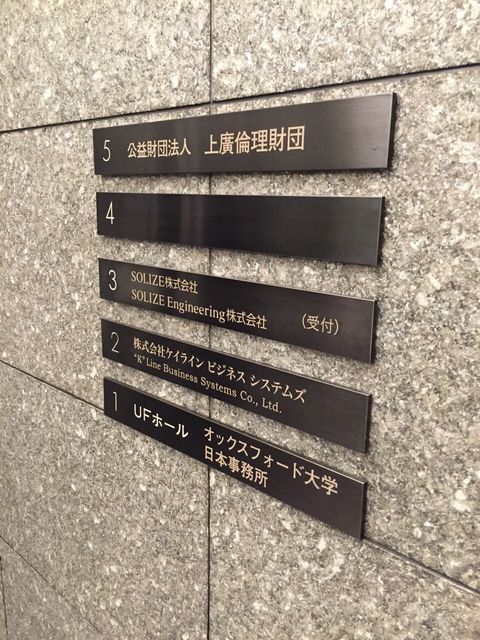 5 公益財団法人 上廣倫理財団
4
3 SOLIZE株式会社
SOLIZE Engineering株式会社 （受付）
2 株式会社ケイライン ビジネス システムズ
"K" Line Business Systems Co., Ltd.
1 UFホール オックスフォード大学
日本事務所